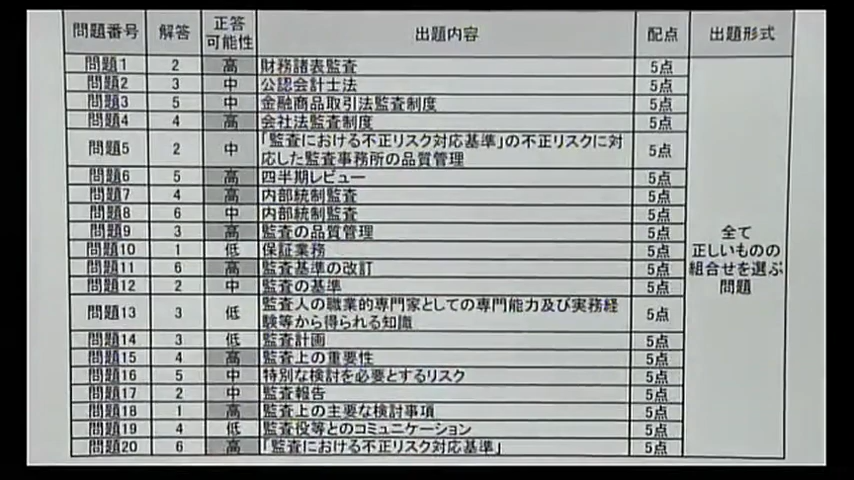 問題番号 解答 正答可能性 出題内容 配点 出題形式
問題1 2 高 財務諸表監査 5点
問題2 3 中 公認会計士法 5点
問題3 5 中 金融商品取引法監査制度 5点
問題4 4 高 会社法監査制度 5点
問題5 2 中 「監査における不正リスク対応基準」の不正リスクに対
応した監査事務所の品質管理 5点
問題6 5 高 四半期レビュー 5点
問題7 4 高 内部統制監査 5点
問題8 6 中 内部統制監査 5点
問題9 3 高 監査の品質管理 5点
問題10 1 低 保証業務 5点
問題11 6 高 監査基準の改訂 5点
問題12 2 中 監査の基準 5点
問題13 3 低 監査人の職業的専門家としての専門能力及び実務経
験等から得られる知識 5点
問題14 3 低 監査計画 5点
問題15 4 高 監査上の重要性 5点
問題16 5 中 特別な検討を必要とするリスク 5点
問題17 2 中 監査報告 5点
問題18 1 高 監査上の主要な検討事項 5点
問題19 4 低 監査役等とのコミュニケーション 5点
問題20 6 高 「監査における不正リスク対応基準」 5点
全て
正しいものの
組合せを選ぶ
問題